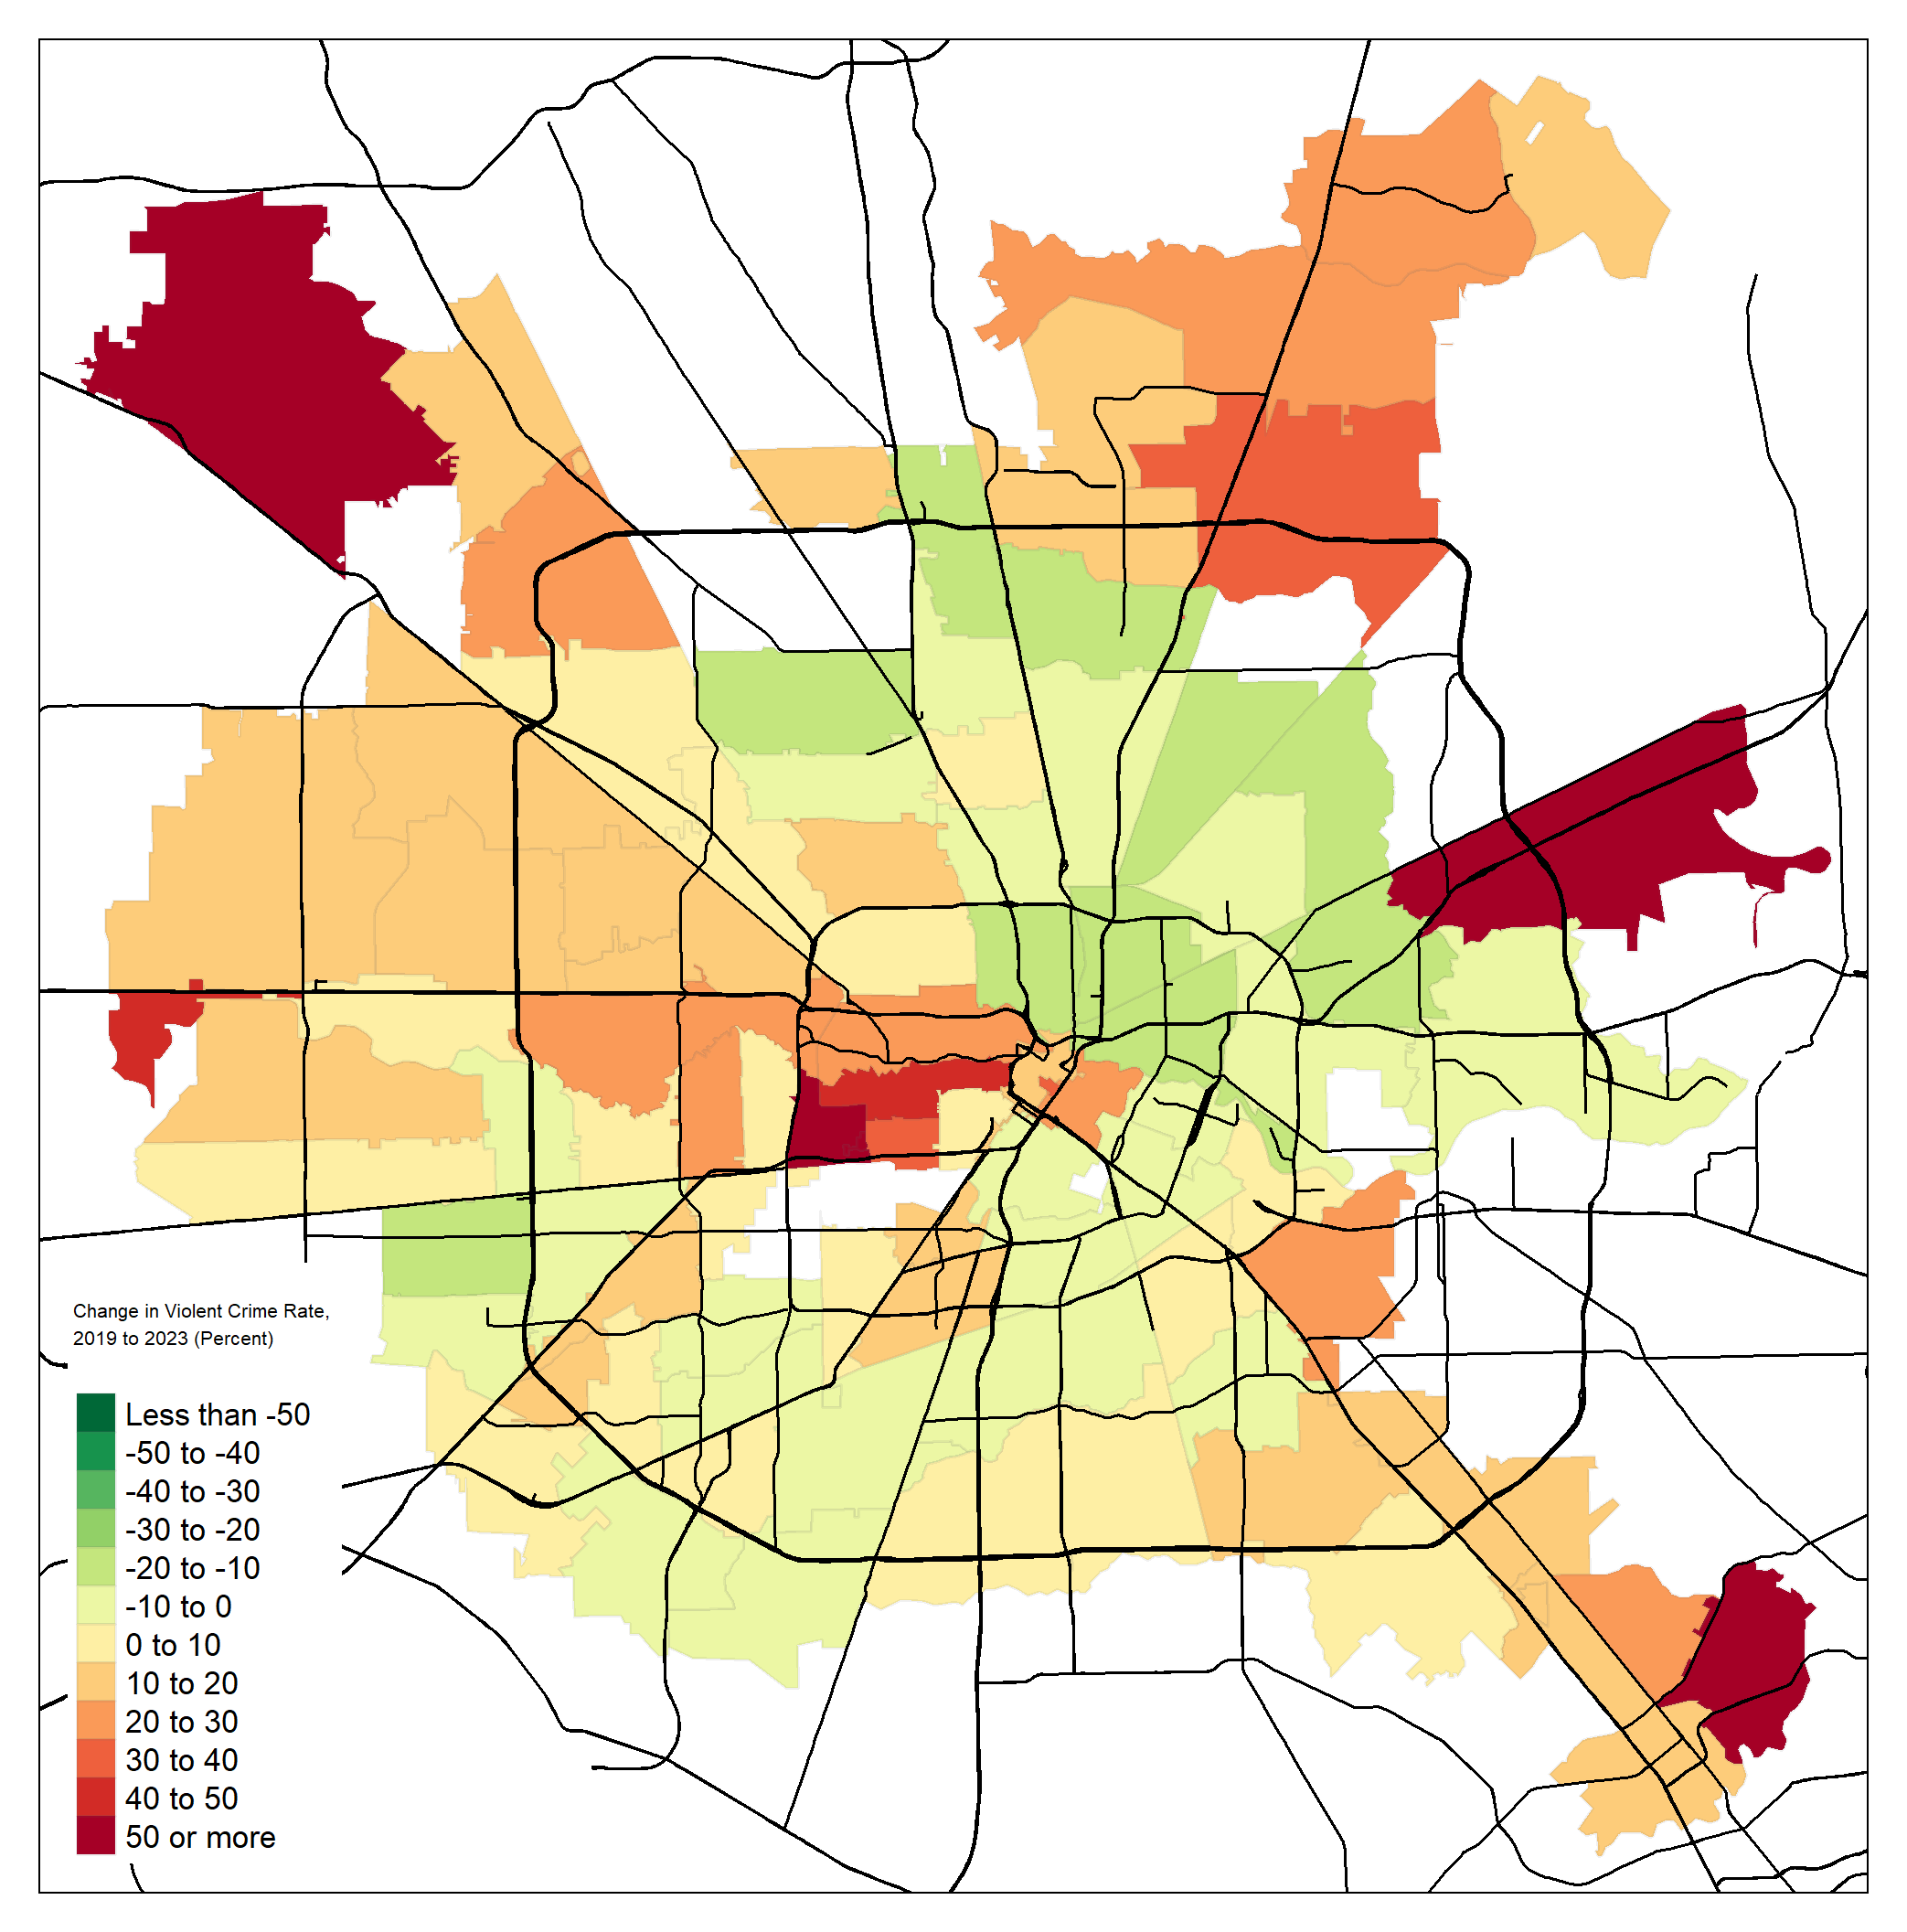 Change in Violent Crime Rate,
2019 to 2023 (Percent)
Less than -50
-50 to -40
-40 to -30
-30 to -20
-20 to -10
-10 to 0
0 to 10
10 to 20
20 to 30
30 to 40
40 to 50
50 or more